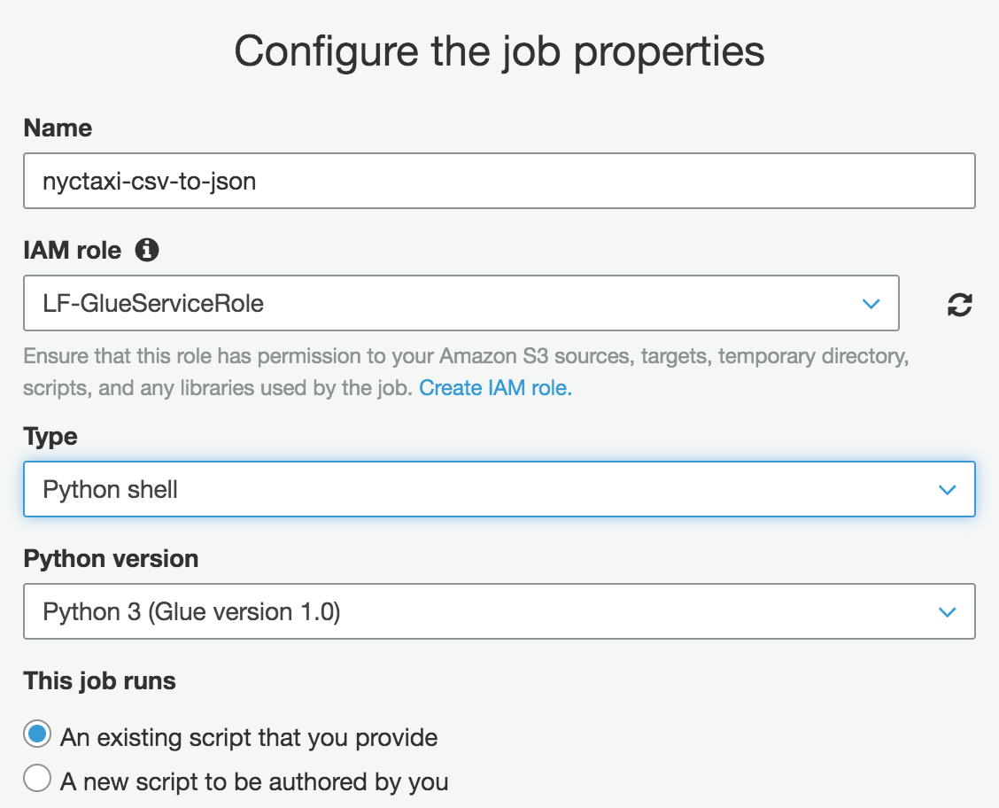 Configure the job properties
Name
nyctaxi-csv-to-json
IAM role
LF-GlueServiceRole
Ensure that this role has permission to your Amazon S3 sources, targets, temporary directory,
scripts, and any libraries used by the job. Create IAM role.
Type
Python shell
Python version
Python 3 (Glue version 1.0)
This job runs
An existing script that you provide
A new script to be authored by you